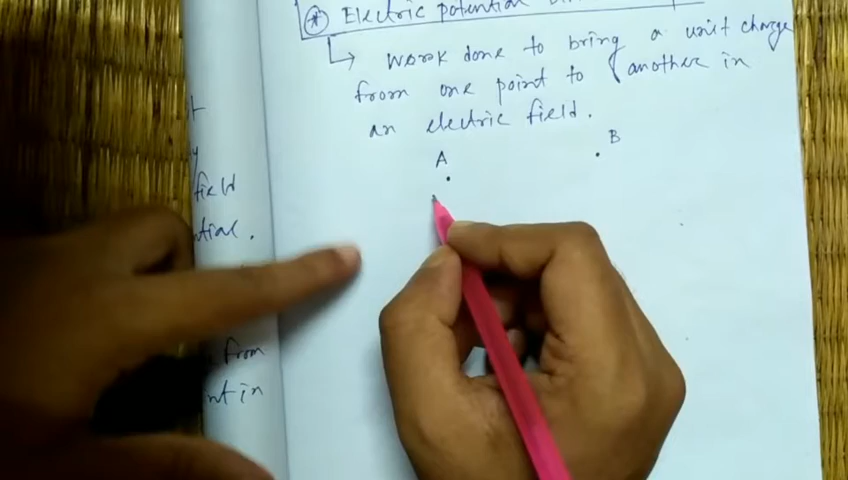 * Electric potential
work done to bring a unit charge
from one point to another in
an electric field.
A
B
field
from
nt in